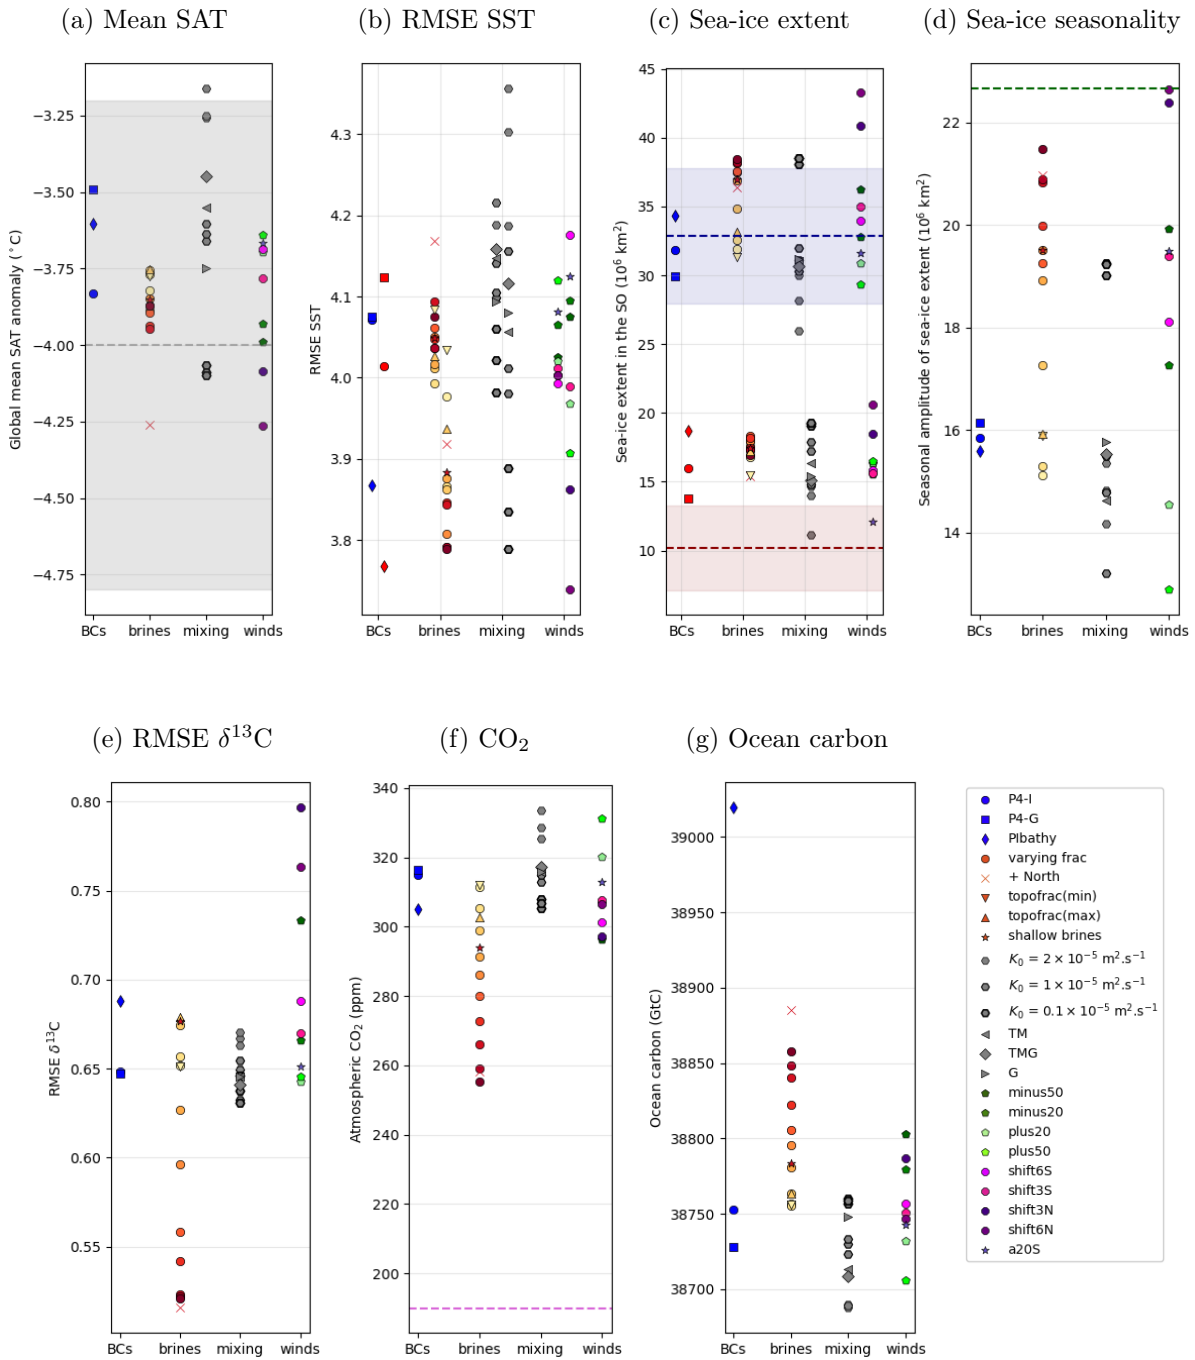 (a) Mean SAT
(b) RMSE SST
(c) Sea-ice extent
(d) Sea-ice seasonality
Global mean SAT anomaly (°C)
−3.25
−3.50
−3.75
−4.00
−4.25
−4.50
−4.75
BCs brines mixing winds
RMSE SST
4.3
4.2
4.1
4.0
3.9
3.8
BCs brines mixing winds
Sea-ice extent in the SO (10⁶ km²)
45
40
35
30
25
20
15
10
BCs brines mixing winds
Seasonal amplitude of sea-ice extent (10⁶ km²)
22
20
18
16
14
BCs brines mixing winds
(e) RMSE δ¹³C
(f) CO₂
(g) Ocean carbon
RMSE δ¹³C
0.80
0.75
0.70
0.65
0.60
0.55
BCs brines mixing winds
Atmospheric CO₂ (ppm)
340
320
300
280
260
240
220
200
BCs brines mixing winds
Ocean carbon (GtC)
39000
38950
38900
38850
38800
38750
38700
BCs brines mixing winds
P4-I
P4-G
PIbathy
varying frac
+ North
topofrac(min)
topofrac(max)
shallow brines
K₀ = 2 × 10⁻⁵ m².s⁻¹
K₀ = 1 × 10⁻⁵ m².s⁻¹
K₀ = 0.1 × 10⁻⁵ m².s⁻¹
TM
TMG
G
minus50
minus20
plus20
plus50
shift6S
shift3S
shift3N
shift6N
a20S